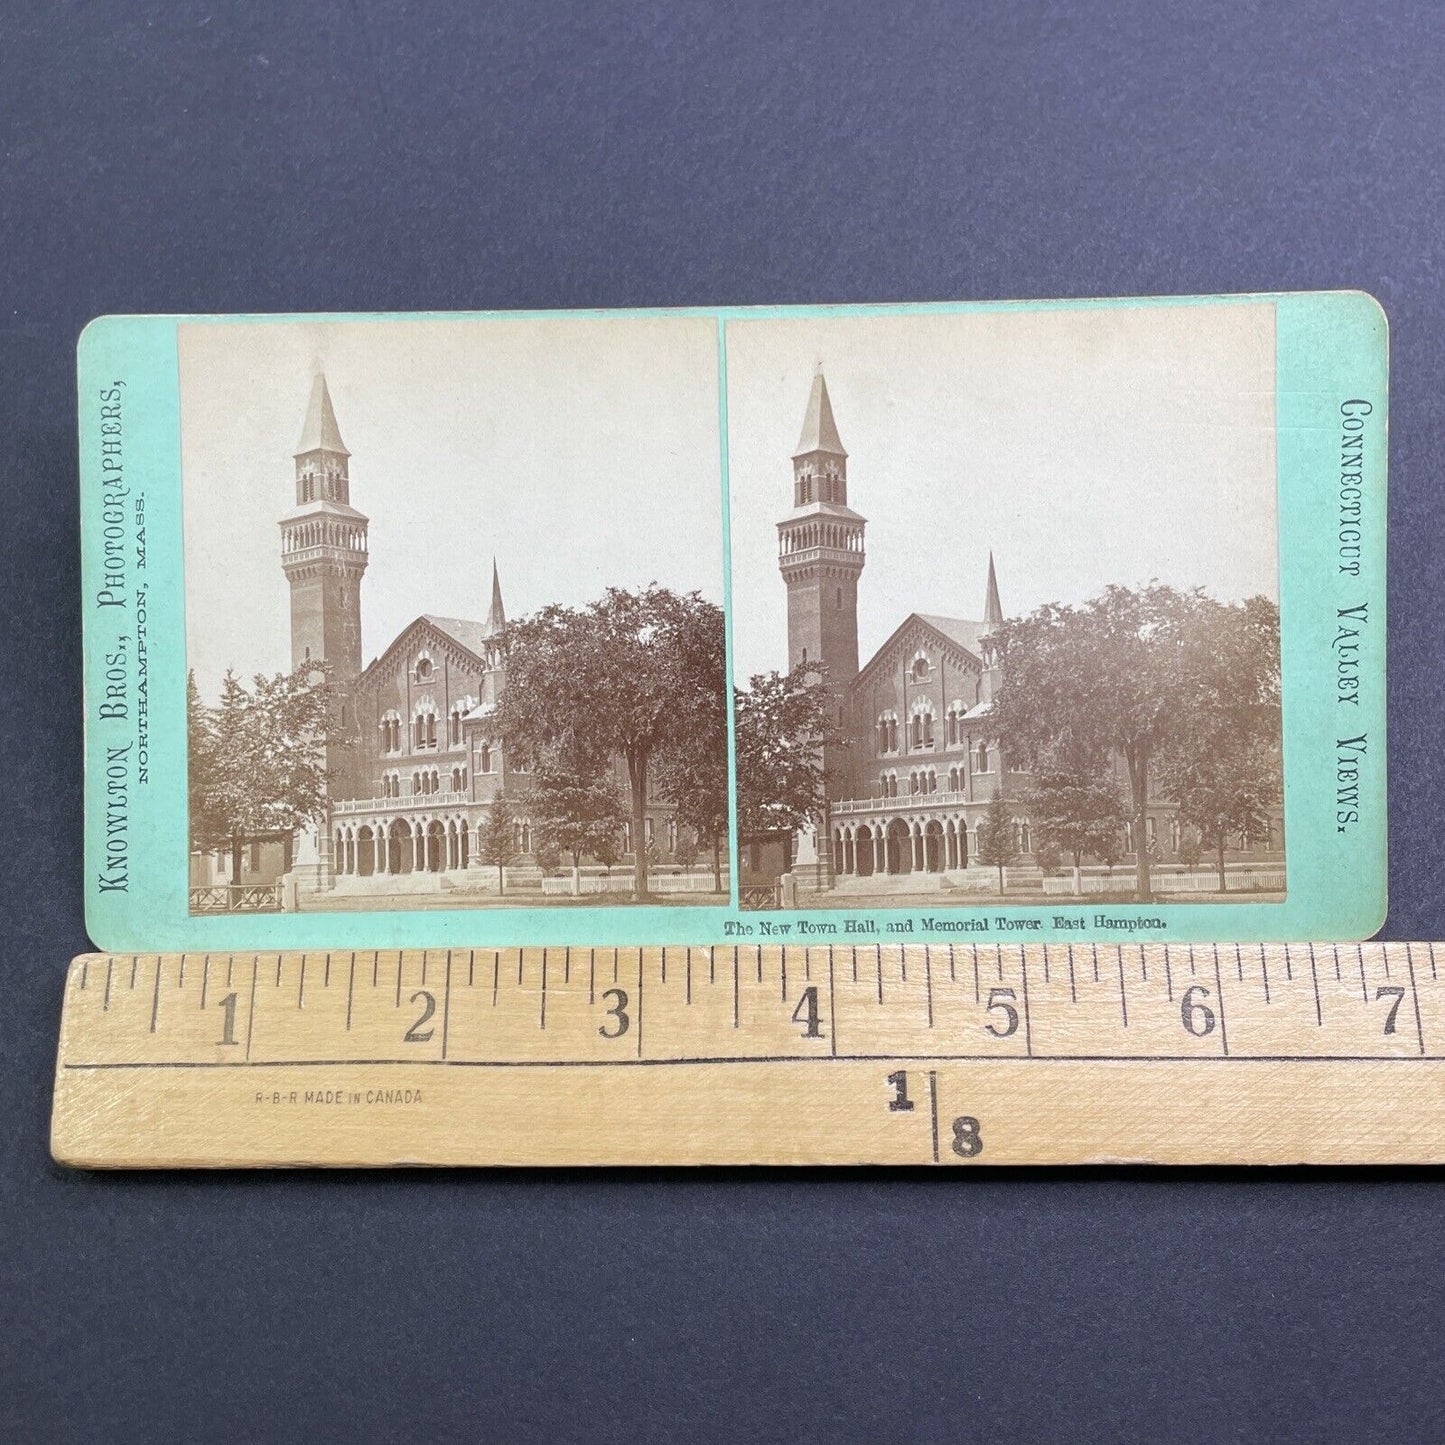 KNOWLTON BROS., PHOTOGRAPHERS,
NORTHAMPTON, MASS.
CONNECTICUT VALLEY VIEWS.
The New Town Hall, and Memorial Tower. East Hampton.
1 2 3 4 5 6 7
R-B-R MADE IN CANADA
1
8